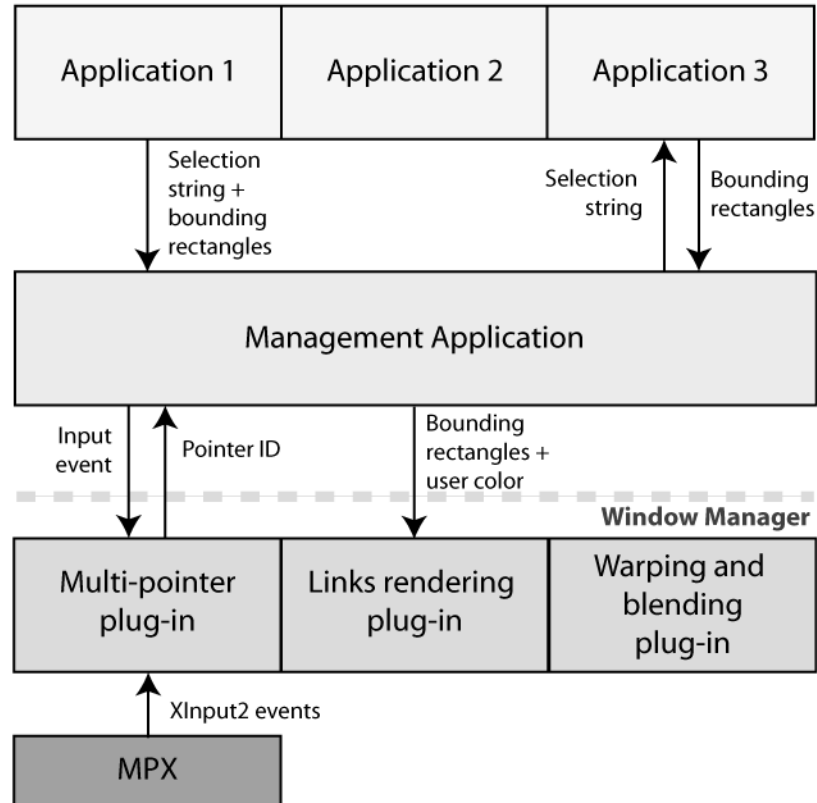 Application 1
Application 2
Application 3
Selection
string +
bounding
rectangles
Selection
string
Bounding
rectangles
Management Application
Input
event
Pointer ID
Bounding
rectangles +
user color
Window Manager
Multi-pointer
plug-in
Links rendering
plug-in
Warping and
blending
plug-in
XInput2 events
MPX